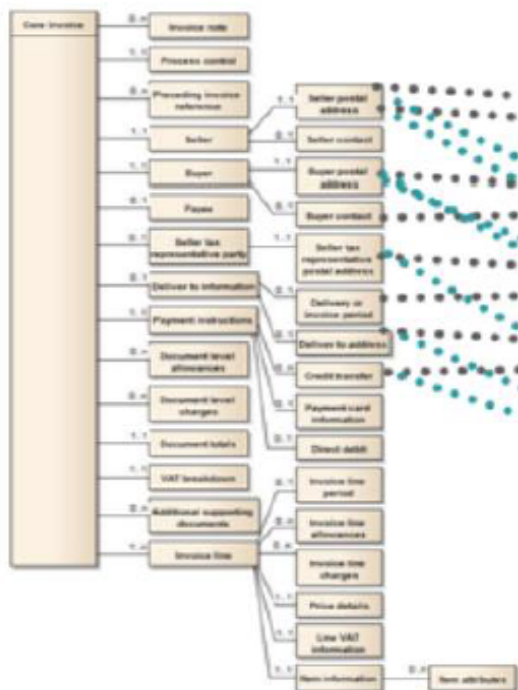 Core invoice
0..n
Invoice note
1..1
Process control
0..n
Preceding invoice
reference
1..1
Seller
1..1
Seller postal
address
0..1
Seller contact
1..1
Buyer
1..1
Buyer postal
address
0..1
Buyer contact
0..1
Payee
0..1
Seller tax
representative party
1..1
Seller tax
representative
postal address
0..1
Deliver to information
0..1
Delivery or
invoice period
0..1
Deliver to address
Payment instructions
0..n
Credit transfer
Payment card
information
0..1
Direct debit
0..n
Document level
allowances
0..n
Document level
charges
1..1
Document totals
1..n
VAT breakdown
0..n
Additional supporting
documents
1..n
Invoice line
0..1
Invoice line
period
0..n
Invoice line
allowances
0..n
Invoice line
charges
1..1
Price details
1..1
Line VAT
information
1..1
Item information
0..n
Item attributes